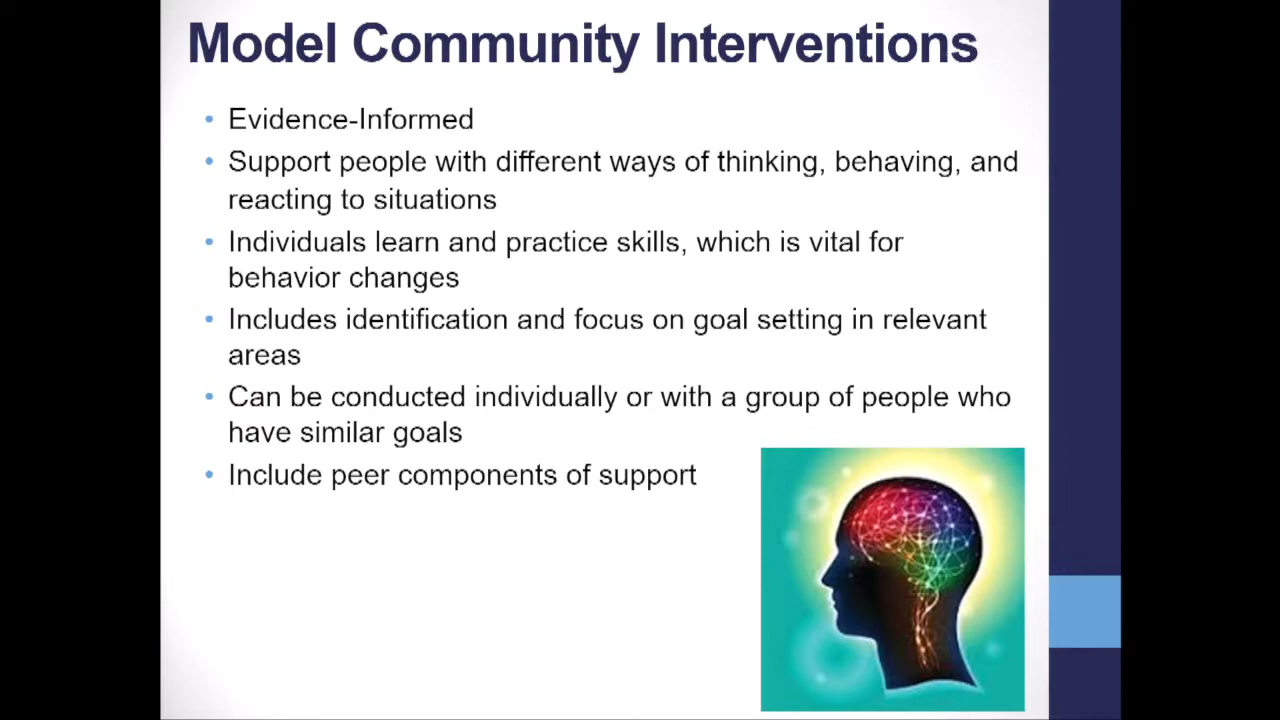 Model Community Interventions
• Evidence-Informed
• Support people with different ways of thinking, behaving, and
reacting to situations
• Individuals learn and practice skills, which is vital for
behavior changes
• Includes identification and focus on goal setting in relevant
areas
• Can be conducted individually or with a group of people who
have similar goals
• Include peer components of support